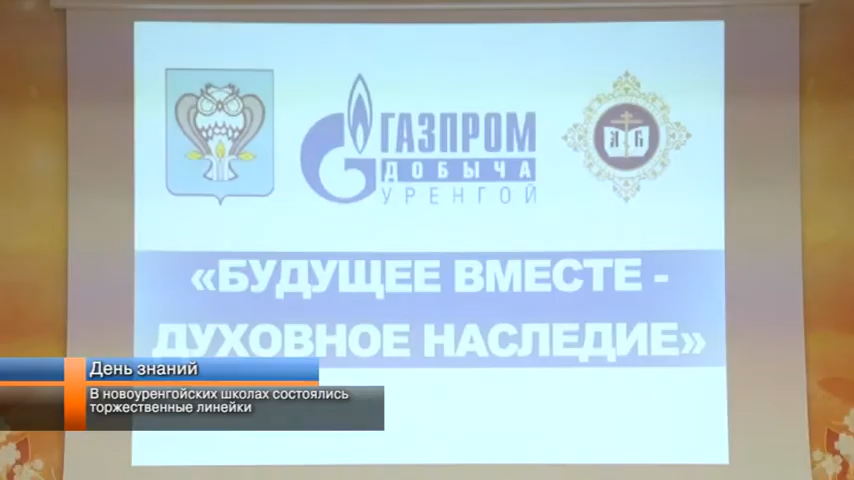 ГАЗПРОМ
ДОБЫЧА
УРЕНГОЙ
«БУДУЩЕЕ ВМЕСТЕ -
ДУХОВНОЕ НАСЛЕДИЕ»
День знаний
В новоуренгойских школах состоялись
торжественные линейки